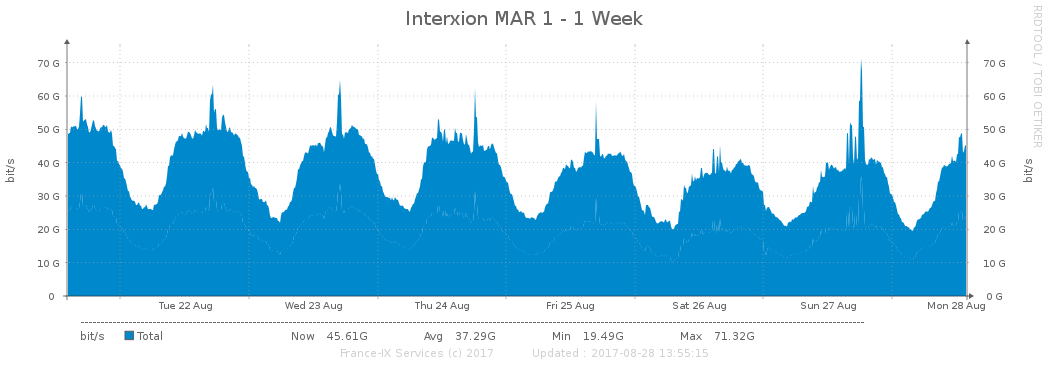 Interxion MAR 1 - 1 Week
RRDTOOL / TOBI OETIKER
70 G 70 G
60 G 60 G
50 G 50 G
40 G 40 G
30 G 30 G
20 G 20 G
10 G 10 G
0 0 G
bit/s
bit/s
Tue 22 Aug Wed 23 Aug Thu 24 Aug Fri 25 Aug Sat 26 Aug Sun 27 Aug Mon 28 Aug
bit/s Total Now 45.61G Avg 37.29G Min 19.49G Max 71.32G
France-IX Services (c) 2017 Updated : 2017-08-28 13:55:15